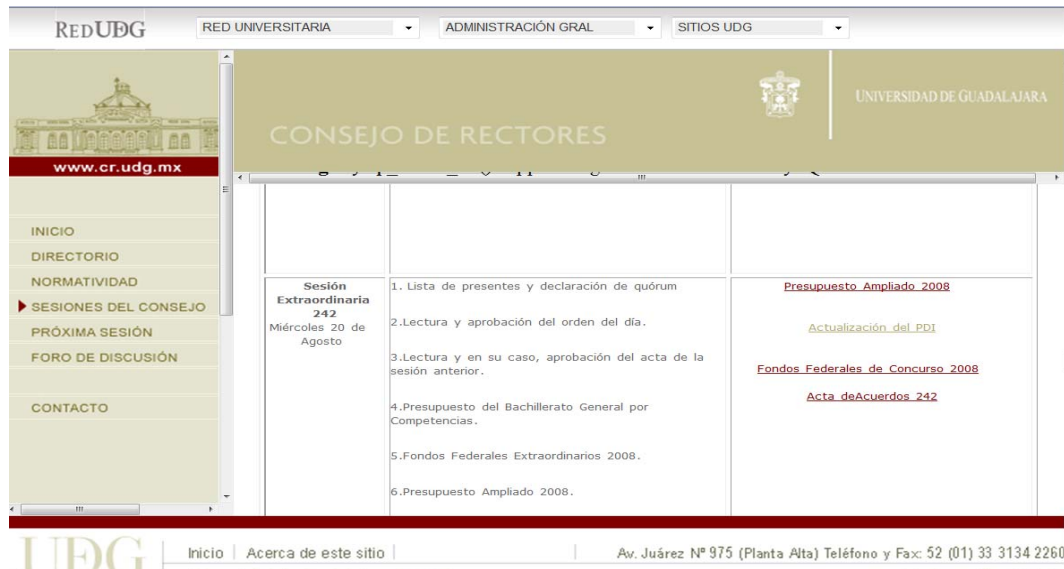 REDUDG
RED UNIVERSITARIA
ADMINISTRACIÓN GRAL
SITIOS UDG
www.cr.udg.mx
CONSEJO DE RECTORES
UNIVERSIDAD DE GUADALAJARA
INICIO
DIRECTORIO
NORMATIVIDAD
SESIONES DEL CONSEJO
PRÓXIMA SESIÓN
FORO DE DISCUSIÓN
CONTACTO
Sesión
Extraordinaria
242
Miércoles 20 de
Agosto
1. Lista de presentes y declaración de quórum
2.Lectura y aprobación del orden del día.
3.Lectura y en su caso, aprobación del acta de la
sesión anterior.
4.Presupuesto del Bachillerato General por
Competencias.
5.Fondos Federales Extraordinarios 2008.
6.Presupuesto Ampliado 2008.
Presupuesto Ampliado 2008
Actualización del PDI
Fondos Federales de Concurso 2008
Acta deAcuerdos 242
UDG
Inicio | Acerca de este sitio |
Av. Juárez Nº 975 (Planta Alta) Teléfono y Fax: 52 (01) 33 3134 2260